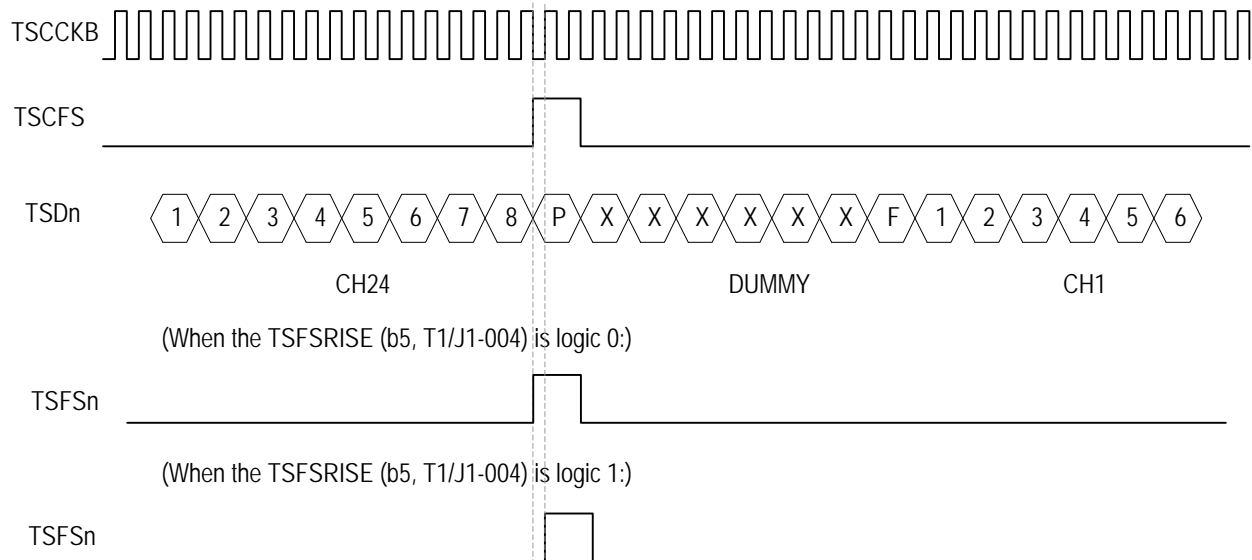 TSCCKB
TSCFS
TSDn 1 2 3 4 5 6 7 8 P X X X X X X F 1 2 3 4 5 6
CH24 DUMMY CH1
(When the TSFSRISE (b5, T1/J1-004) is logic 0:)
TSFSn
(When the TSFSRISE (b5, T1/J1-004) is logic 1:)
TSFSn